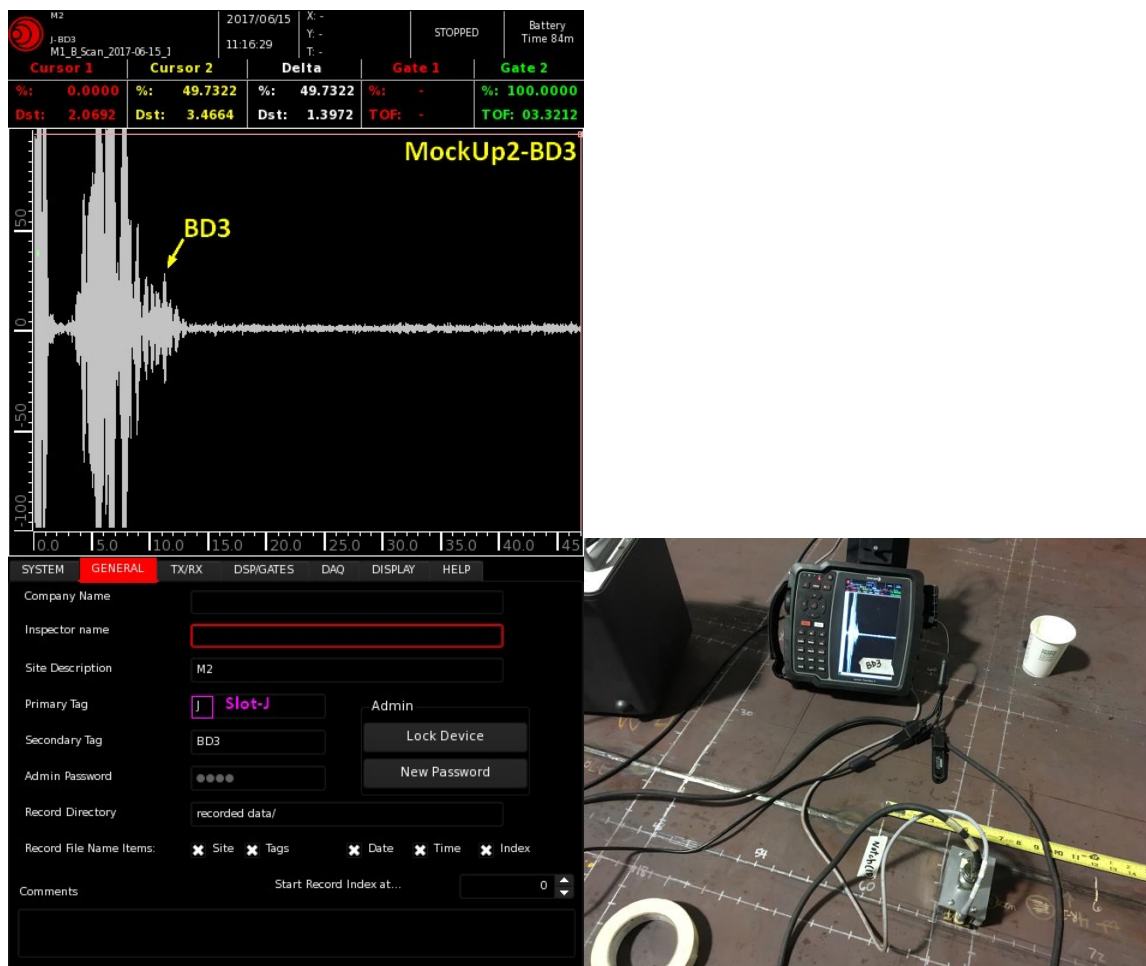 M2
J-BD3
M1_B_Scan_2017-06-15_1
2017/06/15
11:16:29
X: -
Y: -
T: -
STOPPED
Battery
Time 84m
Cursor 1 Cursor 2 Delta Gate 1 Gate 2
%: 0.0000 %: 49.7322 %: 49.7322 %: - %: 100.0000
Dst: 2.0692 Dst: 3.4664 Dst: 1.3972 TOF: - TOF: 03.3212
MockUp2-BD3
BD3
50
0
-50
-100
0.0 5.0 10.0 15.0 20.0 25.0 30.0 35.0 40.0 45
SYSTEM GENERAL TX/RX DSP/GATES DAQ DISPLAY HELP
Company Name
Inspector name
Site Description M2
Primary Tag J Slot-J
Secondary Tag BD3
Admin Password
Record Directory recorded data/
Admin
Lock Device
New Password
Record File Name Items: Site Tags Date Time Index
Start Record Index at... 0
Comments
BD3
30
54
72